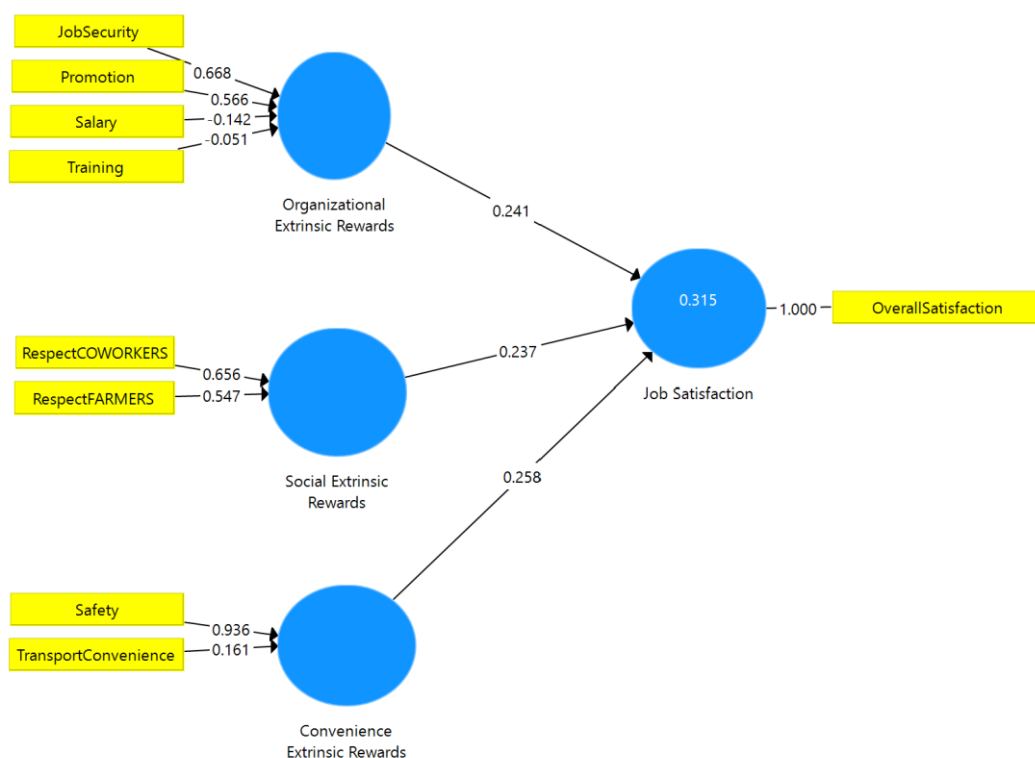 JobSecurity
0.668
Promotion
0.566
Salary
-0.142
Training
-0.051
Organizational
Extrinsic Rewards
0.241
RespectCOWORKERS
0.656
RespectFARMERS
0.547
Social Extrinsic
Rewards
0.237
0.315
Job Satisfaction
1.000
OverallSatisfaction
0.258
Safety
0.936
TransportConvenience
0.161
Convenience
Extrinsic Rewards